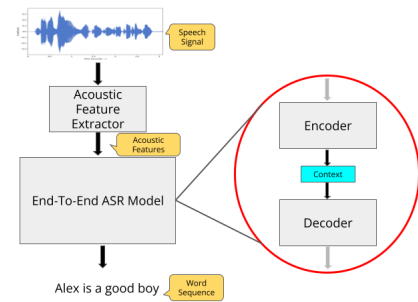 Speech
Signal
Acoustic
Feature
Extractor
Acoustic
Features
End-To-End ASR Model
Alex is a good boy
Word
Sequence
Encoder
Context
Decoder